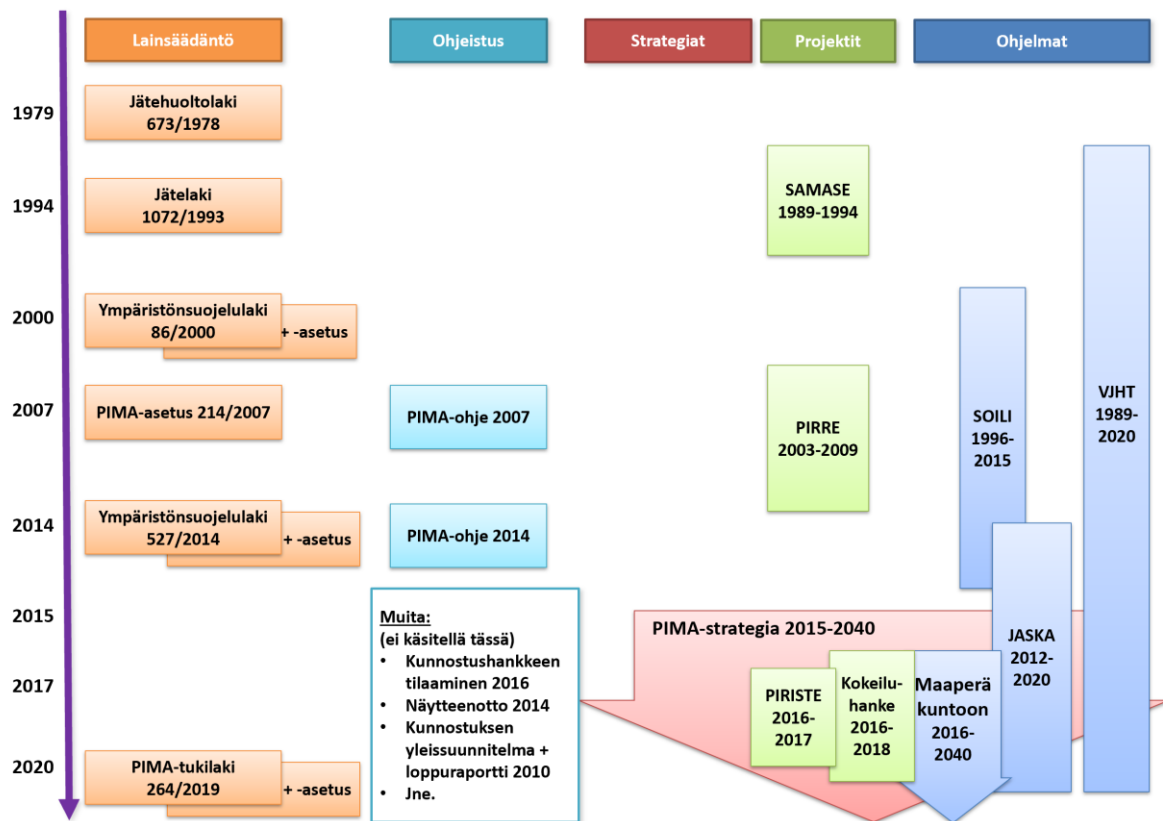 Lainsäädäntö
Ohjeistus
Strategiat
Projektit
Ohjelmat
1979
Jätehuoltolaki
673/1978
1994
Jätelaki
1072/1993
SAMASE
1989-1994
2000
Ympäristönsuojelulaki
86/2000
+ -asetus
2007
PIMA-asetus 214/2007
PIMA-ohje 2007
PIRRE
2003-2009
SOILI
1996-
2015
VJHT
1989-
2020
2014
Ympäristönsuojelulaki
527/2014
+ -asetus
PIMA-ohje 2014
2015
Muita:
(ei käsitellä tässä)
• Kunnostushankkeen
tilaaminen 2016
• Näytteenotto 2014
• Kunnostuksen
yleissuunnitelma +
loppuraportti 2010
• Jne.
PIMA-strategia 2015-2040
JASKA
2012-
2020
2017
PIRISTE
2016-
2017
Kokeilu-
hanke
2016-
2018
Maaperä
kuntoon
2016-
2040
2020
PIMA-tukilaki
264/2019
+ -asetus